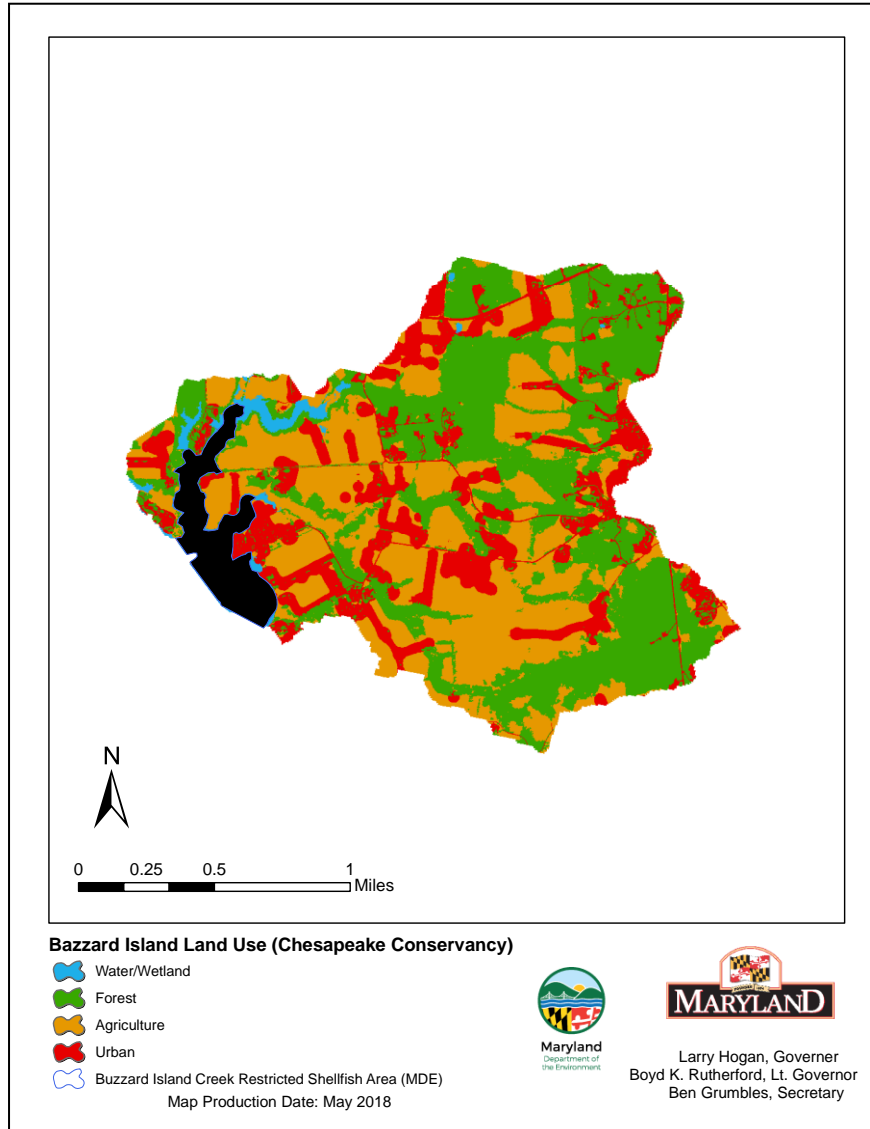 N
0 0.25 0.5 1
Miles
Bazzard Island Land Use (Chesapeake Conservancy)
Water/Wetland
Forest
Agriculture
Urban
Buzzard Island Creek Restricted Shellfish Area (MDE)
Map Production Date: May 2018
Maryland
Department of
the Environment
MARYLAND
Larry Hogan, Governer
Boyd K. Rutherford, Lt. Governor
Ben Grumbles, Secretary